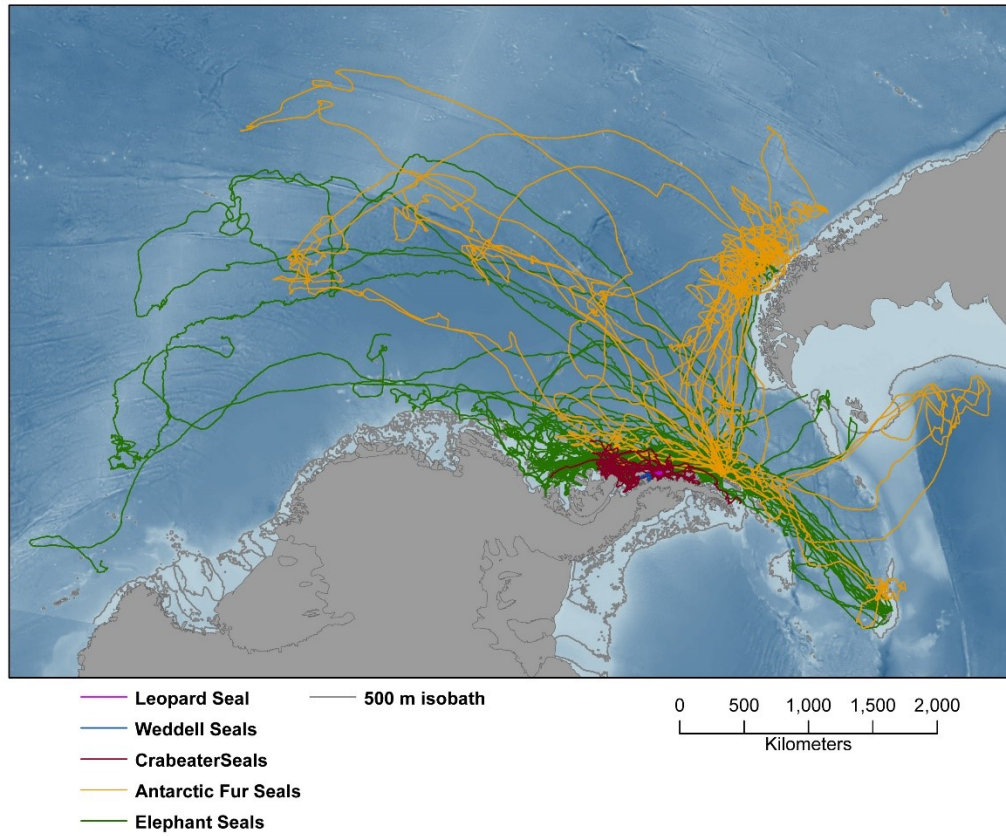 Leopard Seal
500 m isobath
Weddell Seals
CrabeaterSeals
Antarctic Fur Seals
Elephant Seals
0 500 1,000 1,500 2,000
Kilometers